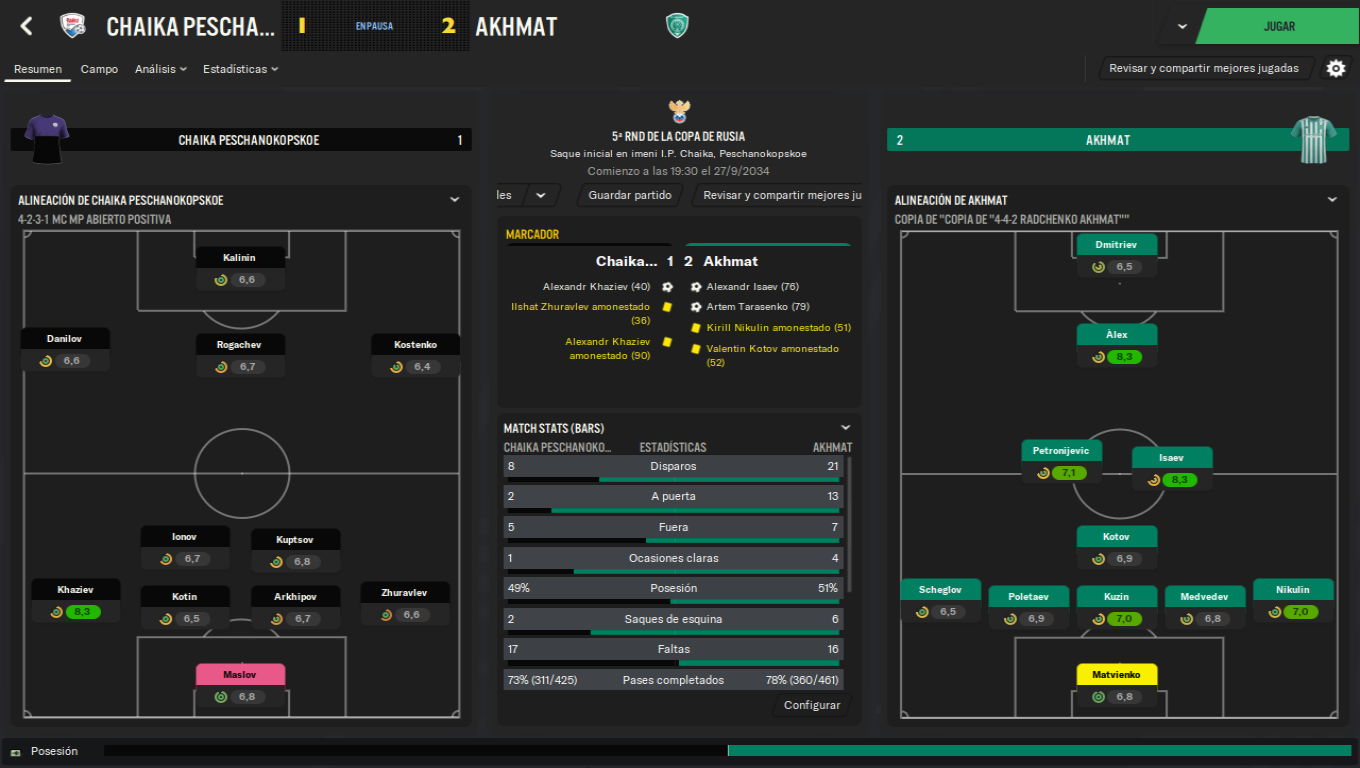 CHAIKA PESCHA...
1
EN PAUSA
2
AKHMAT
JUGAR
Resumen
Campo
Análisis
Estadísticas
Revisar y compartir mejores jugadas
CHAIKA PESCHANOKOPSKOE
1
5ª RND DE LA COPA DE RUSIA
Saque inicial en imeni I.P. Chaika, Peschanokopskoe
Comienzo a las 19:30 el 27/9/2034
les
Guardar partido
Revisar y compartir mejores ju
2
AKHMAT
ALINEACIÓN DE CHAIKA PESCHANOKOPSKOE
4-2-3-1 MC MP ABIERTO POSITIVA
Kalinin
6,6
Danilov
6,6
Rogachev
6,7
Kostenko
6,4
Ionov
6,7
Kuptsov
6,8
Khaziev
8,3
Kotin
6,5
Arkhipov
6,7
Zhuravlev
6,6
Maslov
6,8
MARCADOR
Chaika... 1 2 Akhmat
Alexandr Khaziev (40)
Ilshat Zhuravlev amonestado
(36)
Alexandr Khaziev
amonestado (90)
Alexandr Isaev (76)
Artem Tarasenko (79)
Kirill Nikulin amonestado (51)
Valentin Kotov amonestado
(52)
MATCH STATS (BARS)
CHAIKA PESCHANOKO... ESTADÍSTICAS AKHMAT
8 Disparos 21
2 A puerta 13
5 Fuera 7
1 Ocasiones claras 4
49% Posesión 51%
2 Saques de esquina 6
17 Faltas 16
73% (311/425) Pases completados 78% (360/461)
Configurar
ALINEACIÓN DE AKHMAT
COPIA DE "COPIA DE "4-4-2 RADCHENKO AKHMAT""
Dmitriev
6,5
Àlex
8,3
Petronijevic
7,1
Isaev
8,3
Kotov
6,9
Scheglov
6,5
Poletaev
6,9
Kuzin
7,0
Medvedev
6,8
Nikulin
7,0
Matvienko
6,8
Posesión